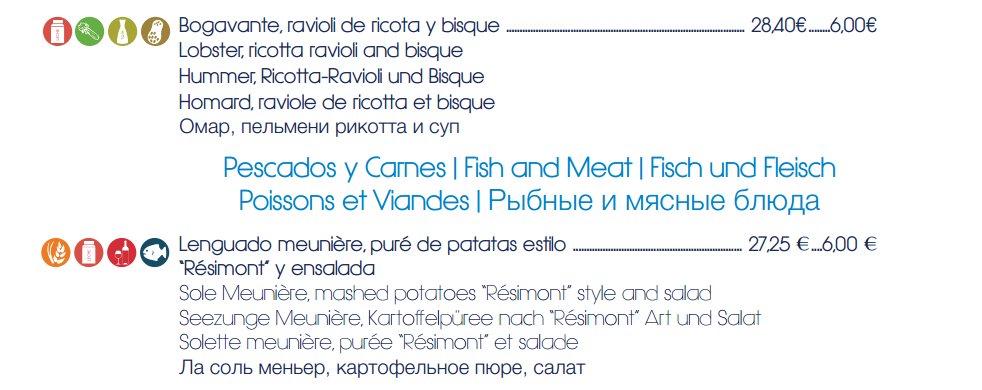 Bogavante, ravioli de ricota y bisque ........ 28,40€ ........ 6,00€
Lobster, ricotta ravioli and bisque
Hummer, Ricotta-Ravioli und Bisque
Homard, raviole de ricotta et bisque
Омар, пельмени рикотта и суп
Pescados y Carnes | Fish and Meat | Fisch und Fleisch
Poissons et Viandes | Рыбные и мясные блюда
Lenguado meunière, puré de patatas estilo ........ 27,25 € ... 6,00 €
“Résimont” y ensalada
Sole Meunière, mashed potatoes “Résimont” style and salad
Seezunge Meunière, Kartoffelpüree nach “Résimont” Art und Salat
Solette meunière, purée “Résimont” et salade
Ла соль меньер, картофельное пюре, салат